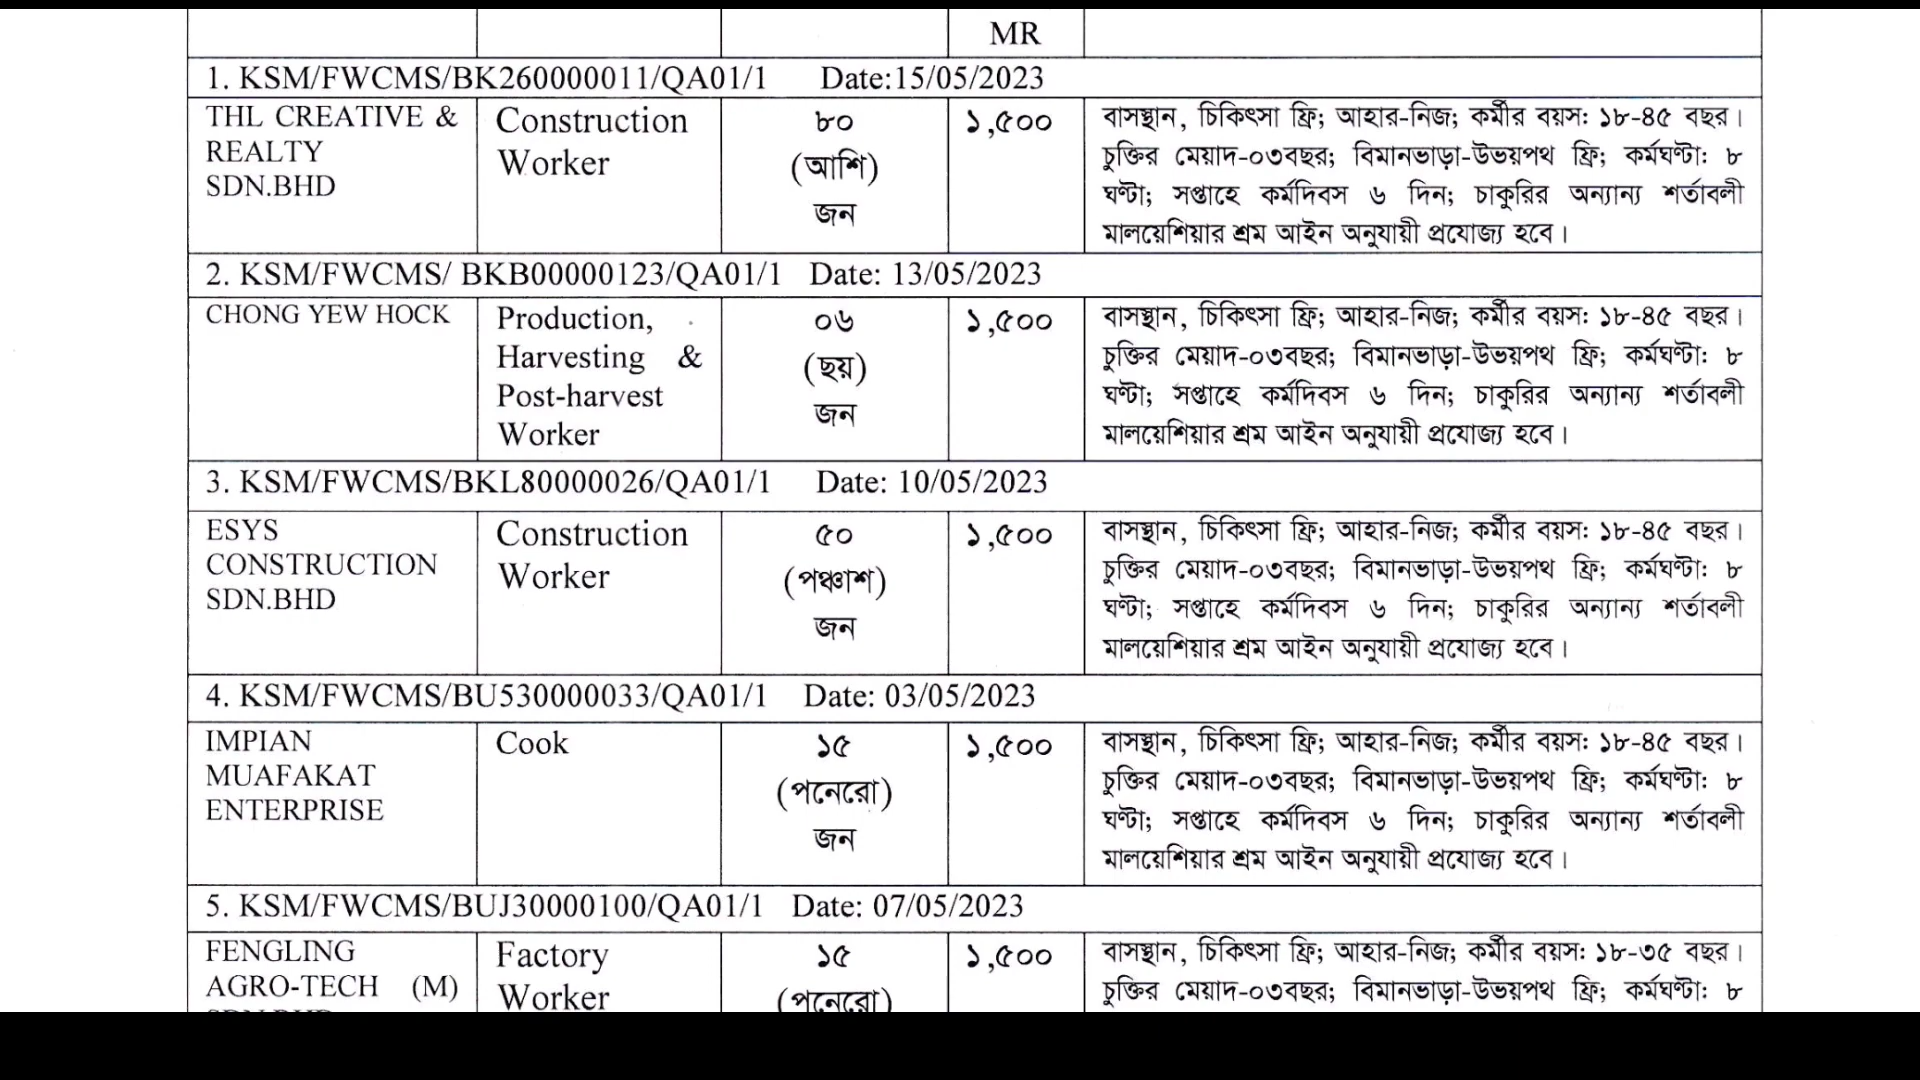 MR
1. KSM/FWCMS/BK260000011/QA01/1 Date:15/05/2023
THL CREATIVE &
REALTY
SDN.BHD
Construction
Worker
৮০
(আশি)
জন
১,৫০০
বাসস্থান, চিকিৎসা ফ্রি; আহার-নিজ; কর্মীর বয়স: ১৮-৪৫ বছর।
চুক্তির মেয়াদ-০৩বছর; বিমানভাড়া-উভয়পথ ফ্রি; কর্মঘণ্টা: ৮
ঘণ্টা; সপ্তাহে কর্মদিবস ৬ দিন; চাকুরির অন্যান্য শর্তাবলী
মালয়েশিয়ার শ্রম আইন অনুযায়ী প্রযোজ্য হবে।
2. KSM/FWCMS/ BKB00000123/QA01/1 Date: 13/05/2023
CHONG YEW HOCK
Production,
Harvesting &
Post-harvest
Worker
০৬
(ছয়)
জন
১,৫০০
বাসস্থান, চিকিৎসা ফ্রি; আহার-নিজ; কর্মীর বয়স: ১৮-৪৫ বছর।
চুক্তির মেয়াদ-০৩বছর; বিমানভাড়া-উভয়পথ ফ্রি; কর্মঘণ্টা: ৮
ঘণ্টা; সপ্তাহে কর্মদিবস ৬ দিন; চাকুরির অন্যান্য শর্তাবলী
মালয়েশিয়ার শ্রম আইন অনুযায়ী প্রযোজ্য হবে।
3. KSM/FWCMS/BKL80000026/QA01/1 Date: 10/05/2023
ESYS
CONSTRUCTION
SDN.BHD
Construction
Worker
৫০
(পঞ্চাশ)
জন
১,৫০০
বাসস্থান, চিকিৎসা ফ্রি; আহার-নিজ; কর্মীর বয়স: ১৮-৪৫ বছর।
চুক্তির মেয়াদ-০৩বছর; বিমানভাড়া-উভয়পথ ফ্রি; কর্মঘণ্টা: ৮
ঘণ্টা; সপ্তাহে কর্মদিবস ৬ দিন; চাকুরির অন্যান্য শর্তাবলী
মালয়েশিয়ার শ্রম আইন অনুযায়ী প্রযোজ্য হবে।
4. KSM/FWCMS/BU530000033/QA01/1 Date: 03/05/2023
IMPIAN
MUAFAKAT
ENTERPRISE
Cook
১৫
(পনেরো)
জন
১,৫০০
বাসস্থান, চিকিৎসা ফ্রি; আহার-নিজ; কর্মীর বয়স: ১৮-৪৫ বছর।
চুক্তির মেয়াদ-০৩বছর; বিমানভাড়া-উভয়পথ ফ্রি; কর্মঘণ্টা: ৮
ঘণ্টা; সপ্তাহে কর্মদিবস ৬ দিন; চাকুরির অন্যান্য শর্তাবলী
মালয়েশিয়ার শ্রম আইন অনুযায়ী প্রযোজ্য হবে।
5. KSM/FWCMS/BUJ30000100/QA01/1 Date: 07/05/2023
FENGLING
AGRO-TECH (M)
SDN.BHD
Factory
Worker
১৫
(পনেরো)
১,৫০০
বাসস্থান, চিকিৎসা ফ্রি; আহার-নিজ; কর্মীর বয়স: ১৮-৩৫ বছর।
চুক্তির মেয়াদ-০৩বছর; বিমানভাড়া-উভয়পথ ফ্রি; কর্মঘণ্টা: ৮